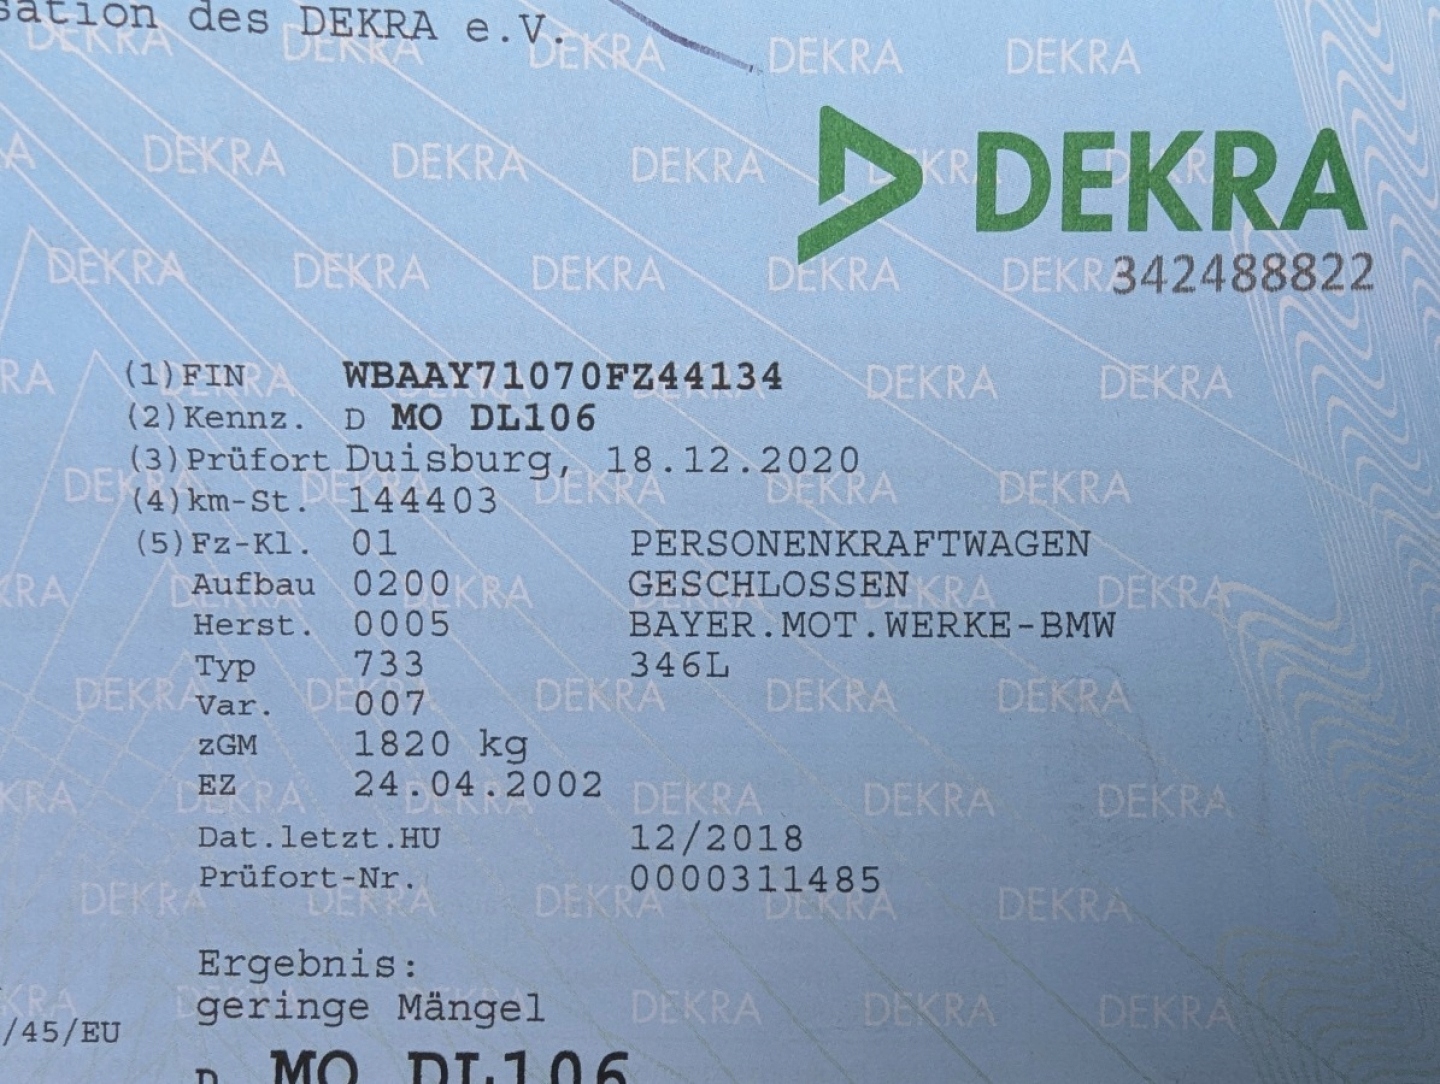 sation des DEKRA e.V.
DEKRA
342488822
(1) FIN WBAAY71070FZ44134
(2) Kennz. D MO DL106
(3) Prüfort Duisburg, 18.12.2020
(4) km-St. 144403
(5) Fz-Kl. 01 PERSONENKRAFTWAGEN
Aufbau 0200 GESCHLOSSEN
Herst. 0005 BAYER.MOT.WERKE-BMW
Typ 733 346L
Var. 007
zGM 1820 kg
EZ 24.04.2002
Dat.letzt.HU 12/2018
Prüfort-Nr. 0000311485
Ergebnis:
geringe Mängel
/45/EU
D MO DL106